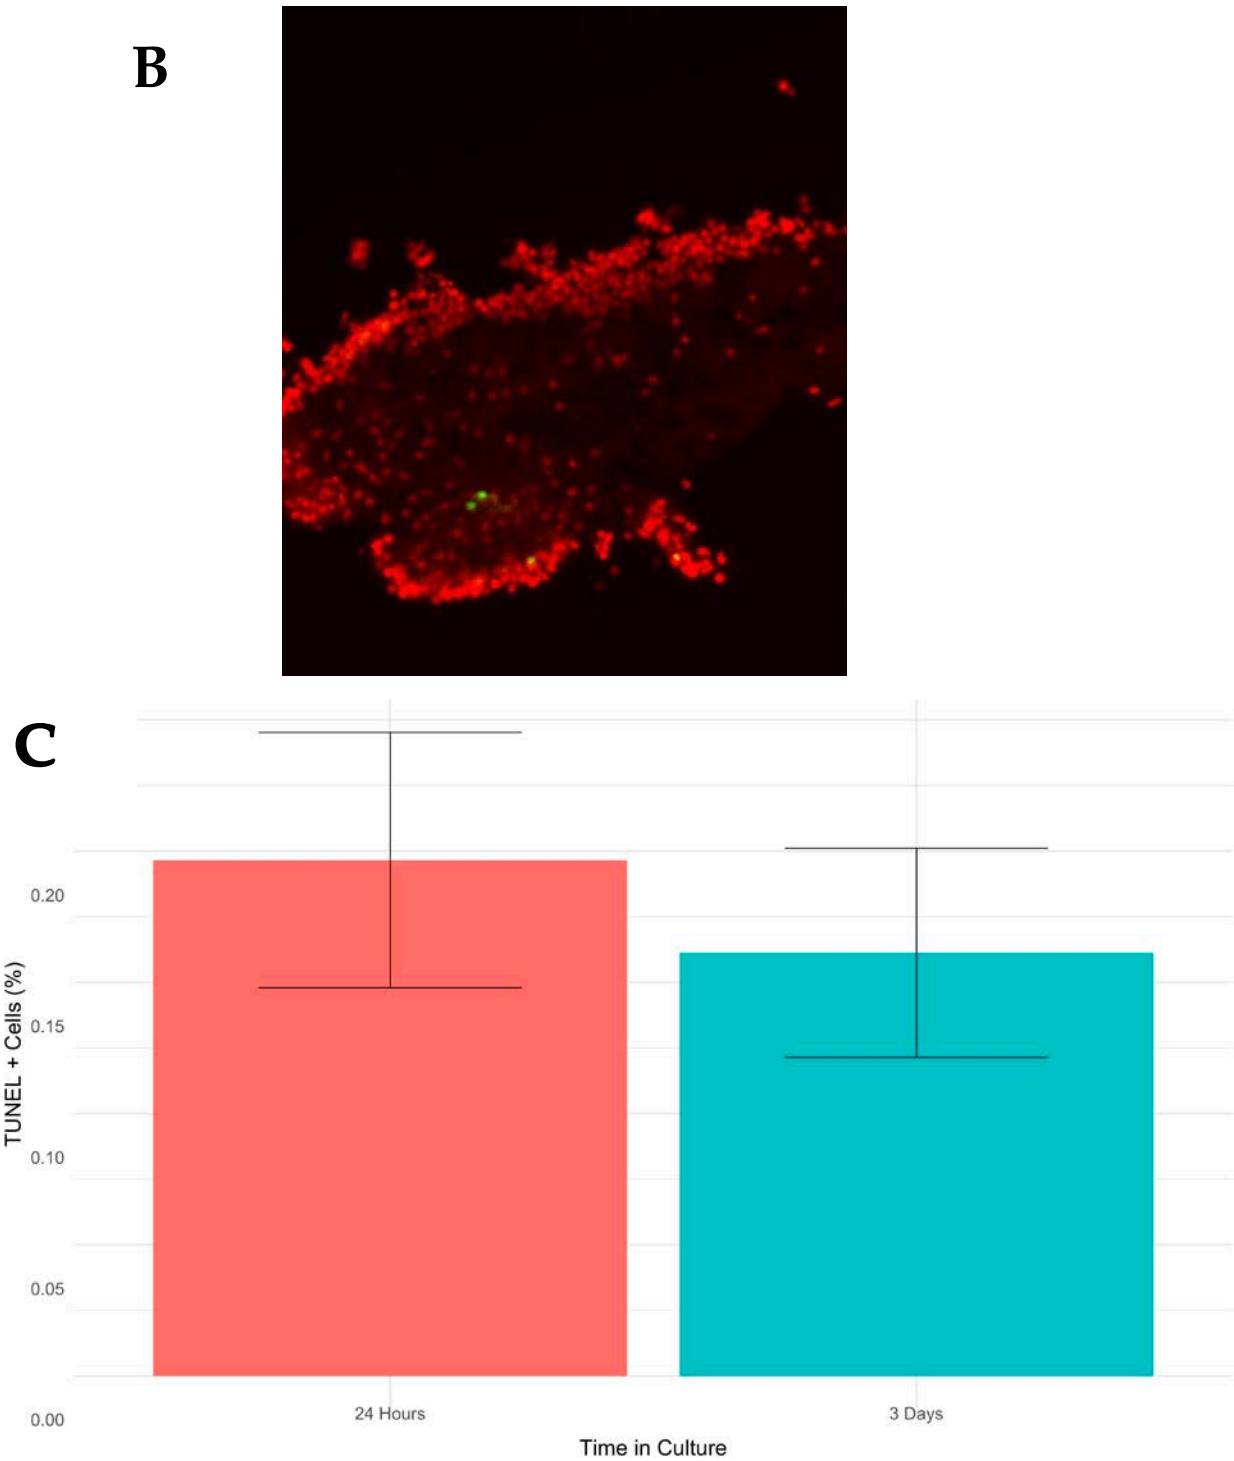 B
C
TUNEL + Cells (%)
0.20
0.15
0.10
0.05
0.00
24 Hours
3 Days
Time in Culture